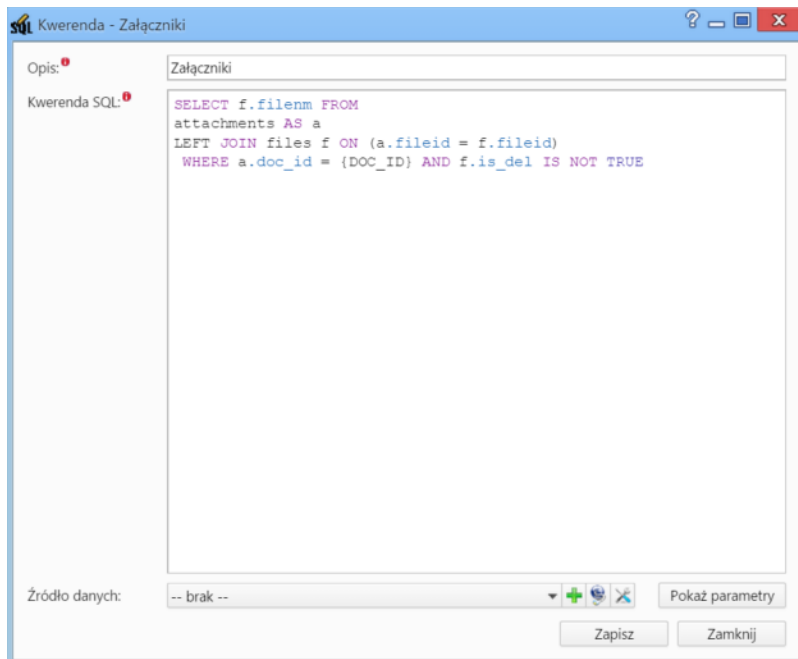 SQL Kwerenda - Załączniki
Opis: Załączniki
Kwerenda SQL:
SELECT f.filenm FROM
attachments AS a
LEFT JOIN files f ON (a.fileid = f.fileid)
WHERE a.doc_id = {DOC_ID} AND f.is_del IS NOT TRUE
Źródło danych: -- brak -- Pokaż parametry
Zapisz Zamknij